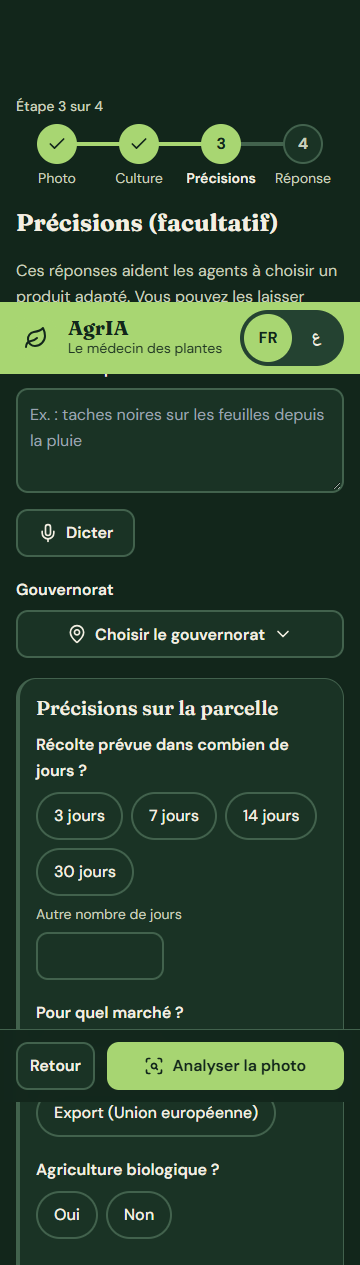 Étape 3 sur 4
3
4
Photo
Culture
Précisions
Réponse
Précisions (facultatif)
Ces réponses aident les agents à choisir un
produit adapté. Vous pouvez les laisser
AgrIA
Le médecin des plantes
FR
ع
Ex. : taches noires sur les feuilles depuis
la pluie
Dicter
Gouvernorat
Choisir le gouvernorat
Précisions sur la parcelle
Récolte prévue dans combien de
jours ?
3 jours
7 jours
14 jours
30 jours
Autre nombre de jours
Pour quel marché ?
Retour
Analyser la photo
Export (Union européenne)
Agriculture biologique ?
Oui
Non